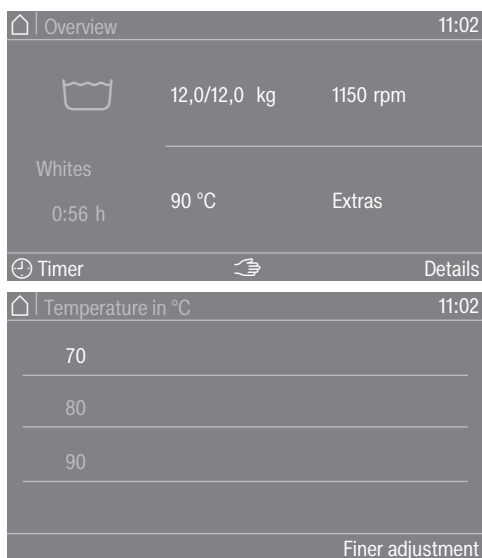 Overview 11:02
12,0/12,0 kg 1150 rpm
Whites
0:56 h
90 °C Extras
Timer Details
Temperature in °C 11:02
70
80
90
Finer adjustment